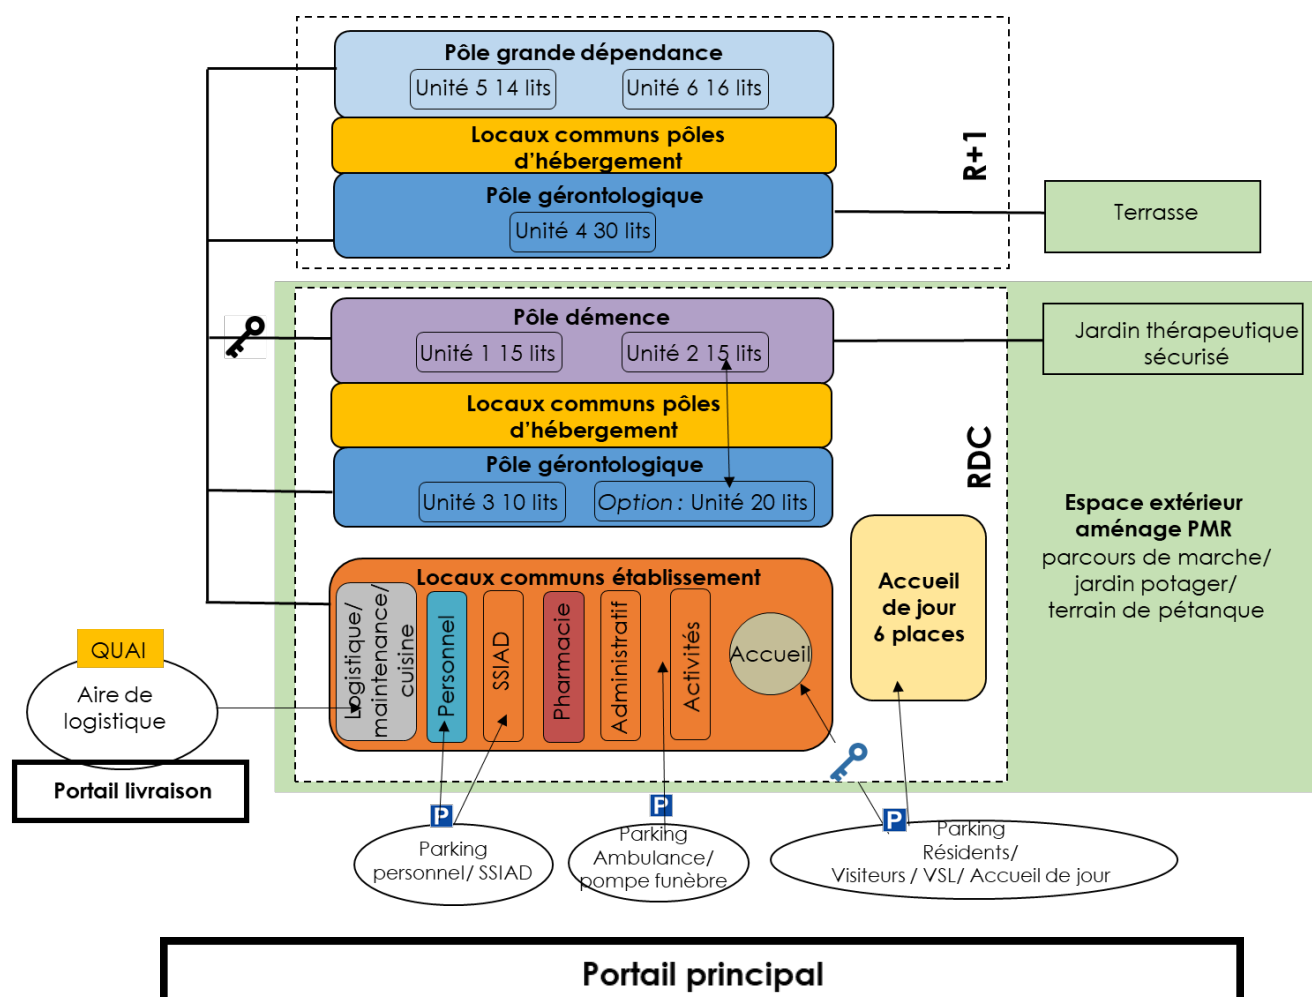 Pôle grande dépendance
Unité 5 14 lits
Unité 6 16 lits
Locaux communs pôles
d'hébergement
Pôle gérontologique
Unité 4 30 lits
R+1
Terrasse
Pôle démence
Unité 1 15 lits
Unité 2 15 lits
Jardin thérapeutique
sécurisé
Locaux communs pôles
d'hébergement
Pôle gérontologique
Unité 3 10 lits
Option : Unité 20 lits
RDC
Espace extérieur
aménage PMR
parcours de marche/
jardin potager/
terrain de pétanque
Accueil
de jour
6 places
Locaux communs établissement
Logistique/
maintenance/
cuisine
Personnel
SSIAD
Pharmacie
Administratif
Activités
Accueil
QUAI
Aire de
logistique
Portail livraison
P
Parking
personnel/ SSIAD
P
Parking
Ambulance/
pompe funèbre
P
Parking
Résidents/
Visiteurs / VSL/ Accueil de jour
Portail principal